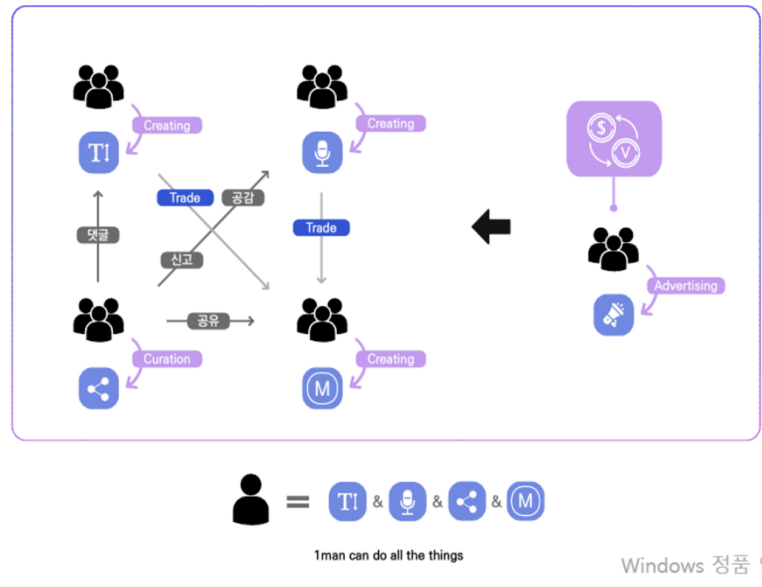 Creating
Creating
T
$
V
Trade
공감
댓글
Trade
신고
Advertising
공유
Curation
Creating
M
T
&
&
&
M
1man can do all the things
Windows 정품